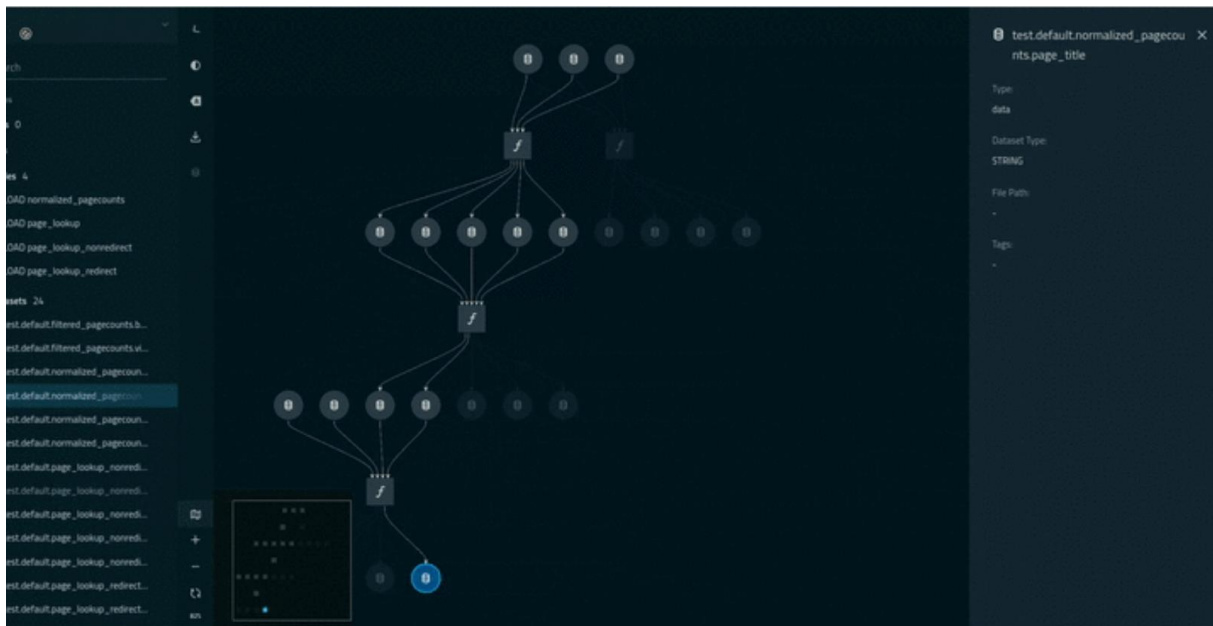 rch
s 0
es 4
OAD normalized_pagecounts
OAD page_lookup
OAD page_lookup_nonredirect
OAD page_lookup_redirect
asets 24
est.default.filtered_pagecounts.b...
est.default.filtered_pagecounts.vi...
est.default.normalized_pagecoun...
est.default.normalized_pagecoun
est.default.normalized_pagecoun...
est.default.normalized_pagecoun...
est.default.page_lookup_nonredi...
est.default.page_lookup_nonredi...
est.default.page_lookup_nonredi...
est.default.page_lookup_nonredi...
est.default.page_lookup_nonredi...
est.default.page_lookup_redirect...
est.default.page_lookup_redirect...
f f
f
f
test.default.normalized_pagecou
nts.page_title
Type:
data
Dataset Type:
STRING
File Path:
-
Tags:
-